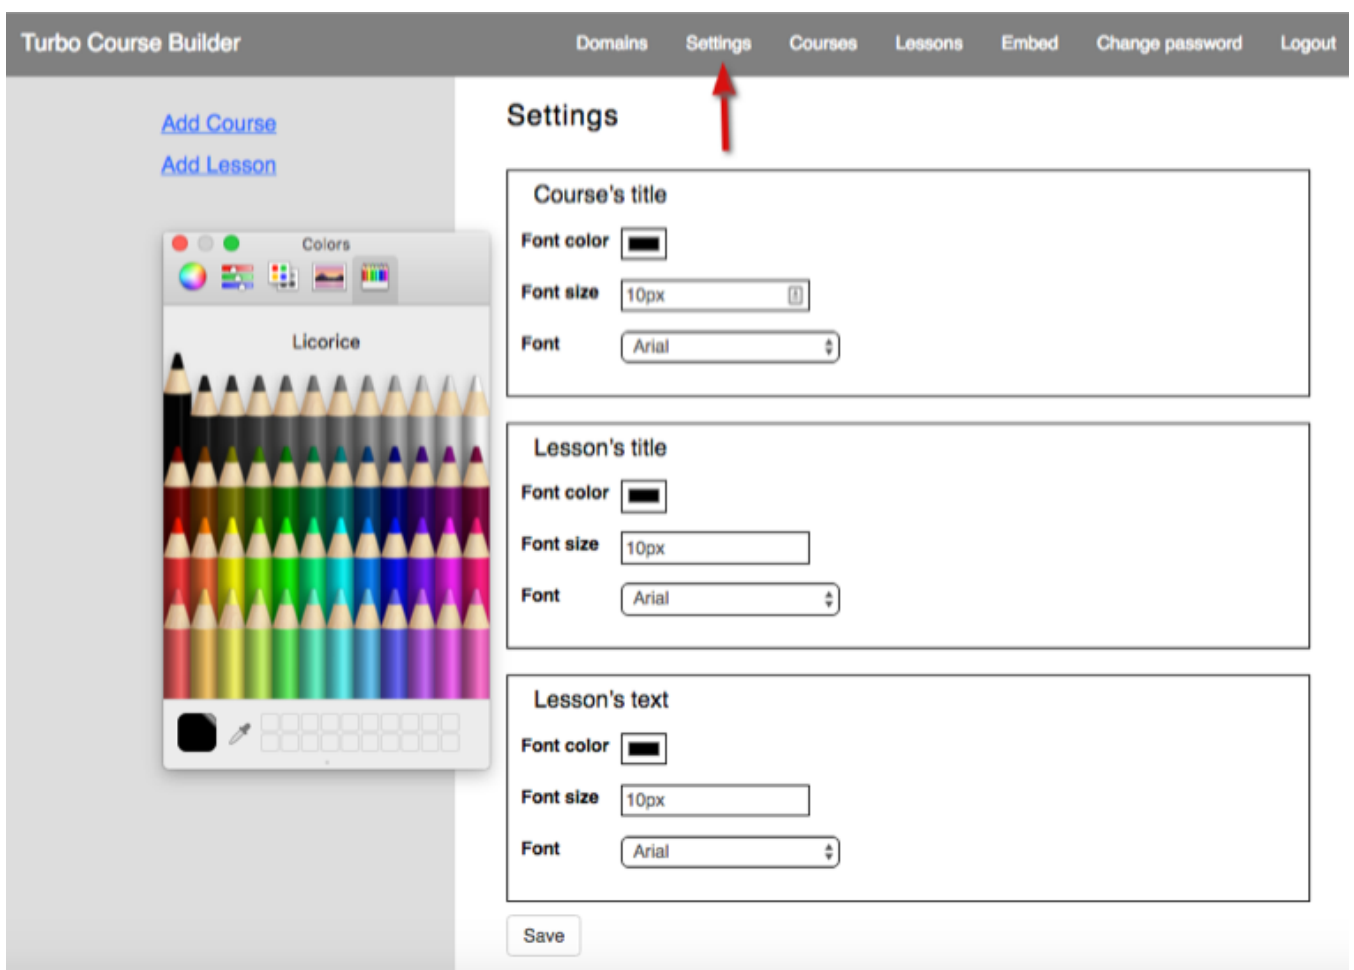 Turbo Course Builder Domains Settings Courses Lessons Embed Change password Logout
Add Course
Add Lesson
Colors
Licorice
Settings
Course's title
Font color
Font size 10px
Font Arial
Lesson's title
Font color
Font size 10px
Font Arial
Lesson's text
Font color
Font size 10px
Font Arial
Save